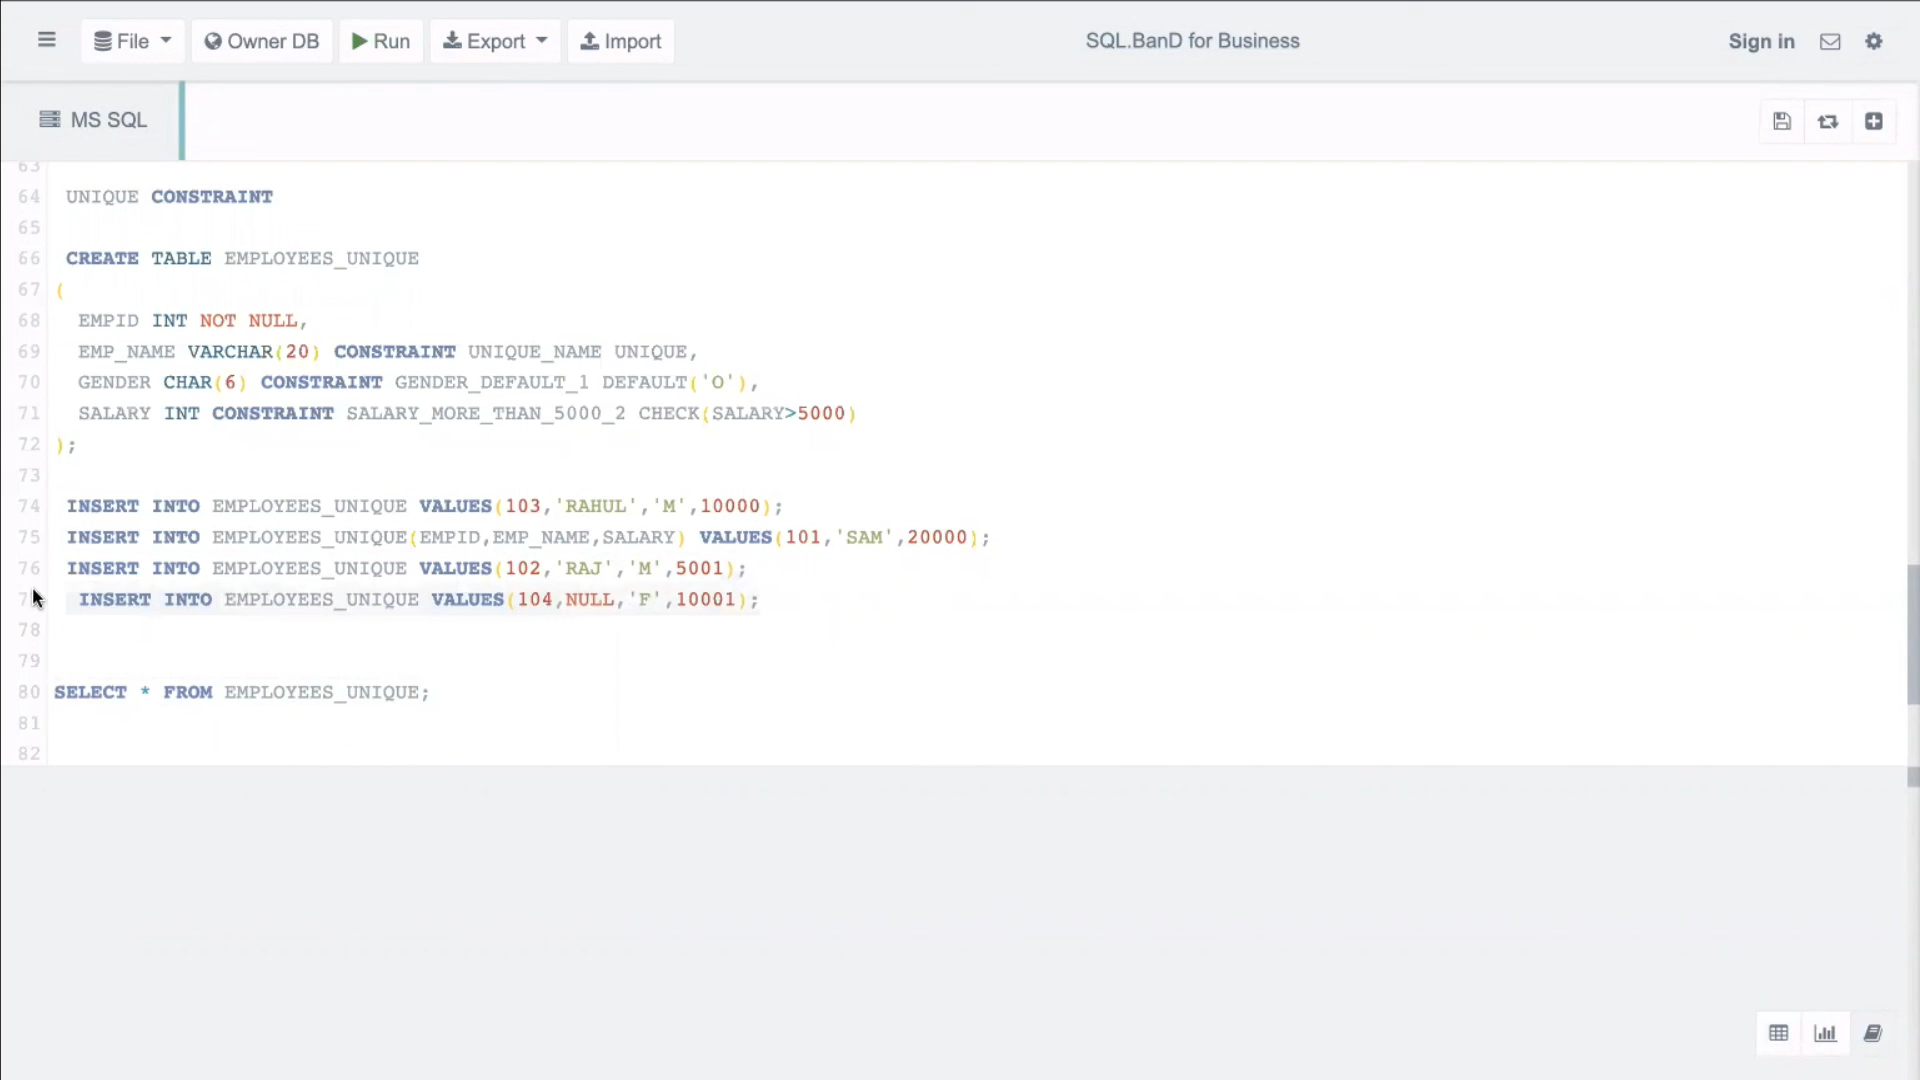 File
Owner DB
Run
Export
Import
SQL.BanD for Business
Sign in
MS SQL
63
64 UNIQUE CONSTRAINT
65
66 CREATE TABLE EMPLOYEES_UNIQUE
67 (
68 EMPID INT NOT NULL,
69 EMP_NAME VARCHAR(20) CONSTRAINT UNIQUE_NAME UNIQUE,
70 GENDER CHAR(6) CONSTRAINT GENDER_DEFAULT_1 DEFAULT('O'),
71 SALARY INT CONSTRAINT SALARY_MORE_THAN_5000_2 CHECK(SALARY>5000)
72 );
73
74 INSERT INTO EMPLOYEES_UNIQUE VALUES(103,'RAHUL','M',10000);
75 INSERT INTO EMPLOYEES_UNIQUE(EMPID,EMP_NAME,SALARY) VALUES(101,'SAM',20000);
76 INSERT INTO EMPLOYEES_UNIQUE VALUES(102,'RAJ','M',5001);
INSERT INTO EMPLOYEES_UNIQUE VALUES(104,NULL,'F',10001);
78
79
80 SELECT * FROM EMPLOYEES_UNIQUE;
81
82